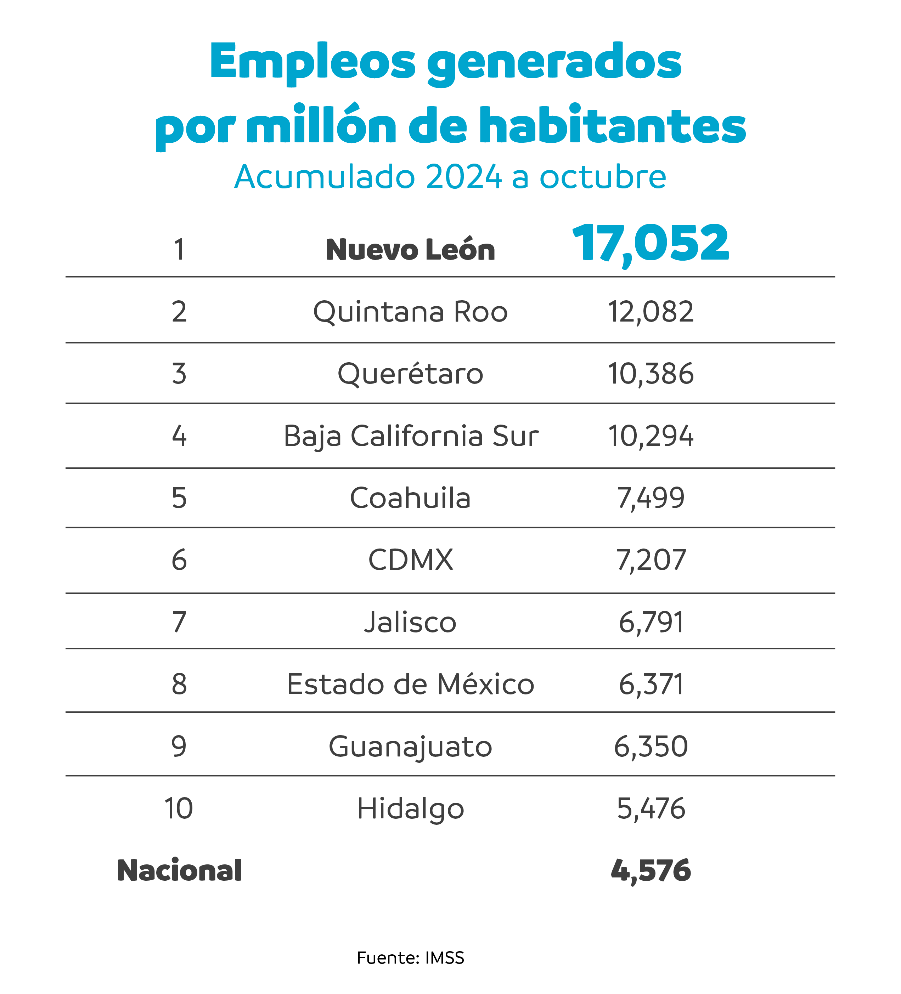 Empleos generados
por millón de habitantes
Acumulado 2024 a octubre
1 Nuevo León 17,052
2 Quintana Roo 12,082
3 Querétaro 10,386
4 Baja California Sur 10,294
5 Coahuila 7,499
6 CDMX 7,207
7 Jalisco 6,791
8 Estado de México 6,371
9 Guanajuato 6,350
10 Hidalgo 5,476
Nacional 4,576
Fuente: IMSS